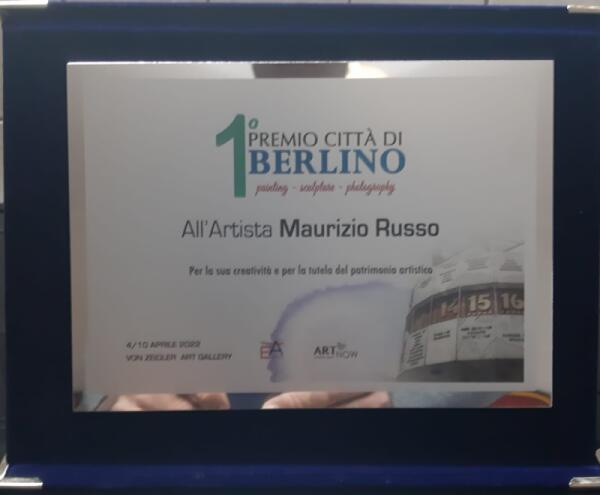 1°
PREMIO CITTÀ DI
BERLINO
painting - sculpture - photography
All'Artista Maurizio Russo
Per la sua creatività e per la tutela del patrimonio artistico
14 15 16
4/10 APRILE 2022
VON ZEIDLER ART GALLERY
EA
ART
NOW